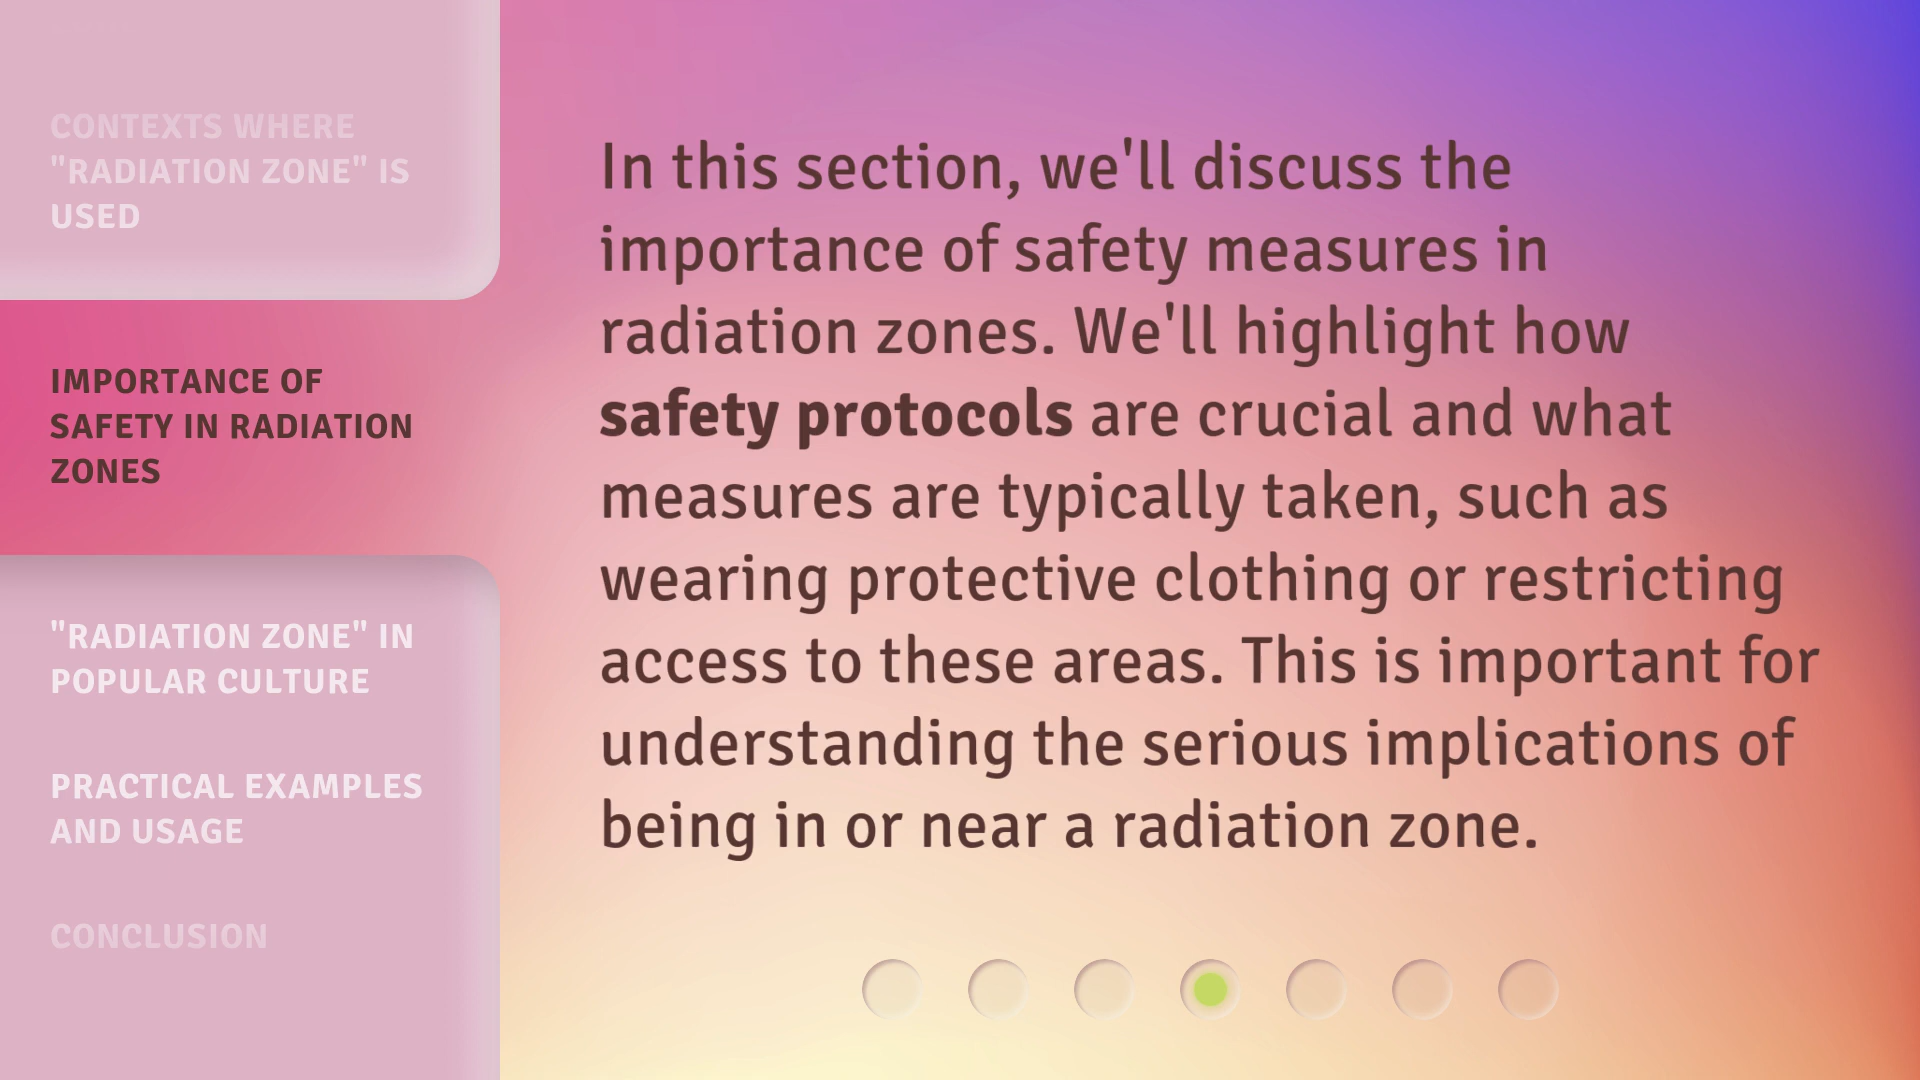 CONTEXTS WHERE
"RADIATION ZONE" IS
USED
IMPORTANCE OF
SAFETY IN RADIATION
ZONES
"RADIATION ZONE" IN
POPULAR CULTURE
PRACTICAL EXAMPLES
AND USAGE
CONCLUSION
In this section, we'll discuss the
importance of safety measures in
radiation zones. We'll highlight how
safety protocols are crucial and what
measures are typically taken, such as
wearing protective clothing or restricting
access to these areas. This is important for
understanding the serious implications of
being in or near a radiation zone.